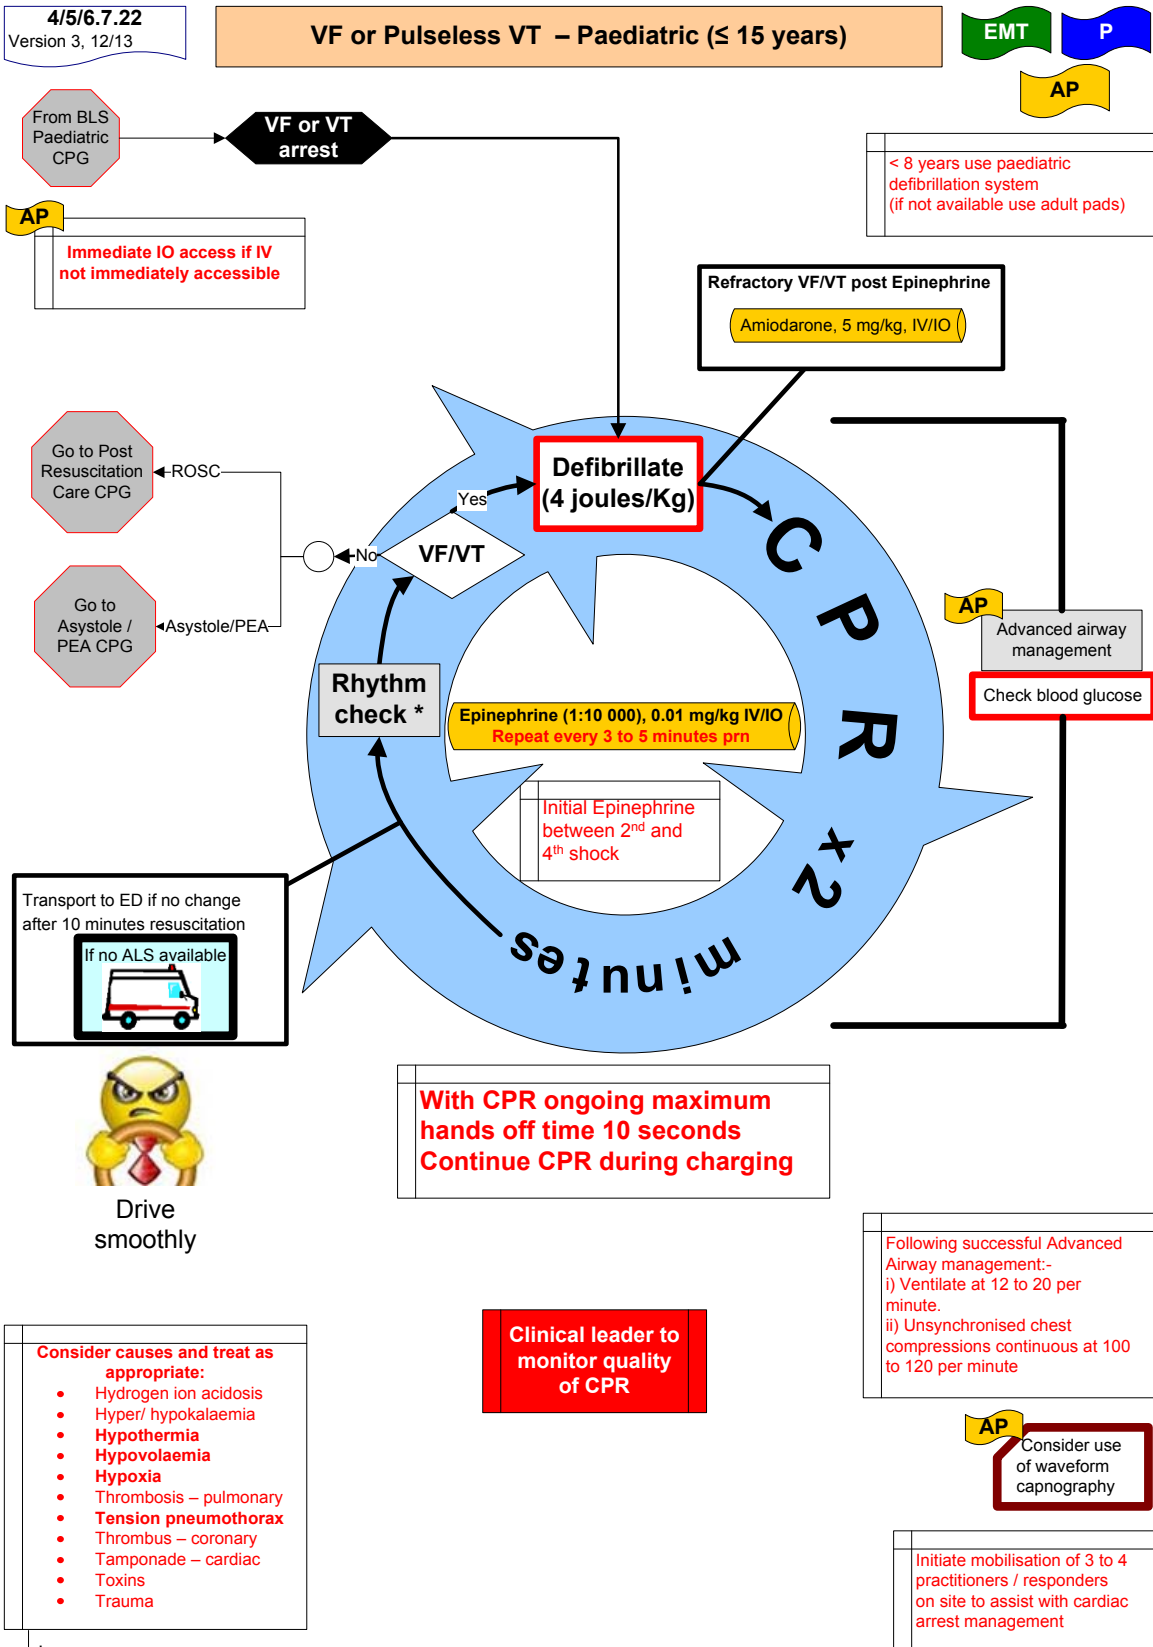 4/5/6.7.22
Version 3, 12/13
VF or Pulseless VT – Paediatric (≤ 15 years)
EMT
P
AP
From BLS
Paediatric
CPG
VF or VT
arrest
< 8 years use paediatric
defibrillation system
(if not available use adult pads)
AP
Immediate IO access if IV
not immediately accessible
Refractory VF/VT post Epinephrine
Amiodarone, 5 mg/kg, IV/IO
Go to Post
Resuscitation
Care CPG
ROSC
Defibrillate
(4 joules/Kg)
Yes
VF/VT
No
Go to
Asystole /
PEA CPG
Asystole/PEA
CPR x2 minutes
AP
Advanced airway
management
Check blood glucose
Rhythm
check *
Epinephrine (1:10 000), 0.01 mg/kg IV/IO
Repeat every 3 to 5 minutes prn
Initial Epinephrine
between 2nd and
4th shock
Transport to ED if no change
after 10 minutes resuscitation
If no ALS available
Drive
smoothly
With CPR ongoing maximum
hands off time 10 seconds
Continue CPR during charging
Following successful Advanced
Airway management:-
i) Ventilate at 12 to 20 per
minute.
ii) Unsynchronised chest
compressions continuous at 100
to 120 per minute
Clinical leader to
monitor quality
of CPR
Consider causes and treat as
appropriate:
• Hydrogen ion acidosis
• Hyper/ hypokalaemia
• Hypothermia
• Hypovolaemia
• Hypoxia
• Thrombosis – pulmonary
• Tension pneumothorax
• Thrombus – coronary
• Tamponade – cardiac
• Toxins
• Trauma
AP
Consider use
of waveform
capnography
Initiate mobilisation of 3 to 4
practitioners / responders
on site to assist with cardiac
arrest management